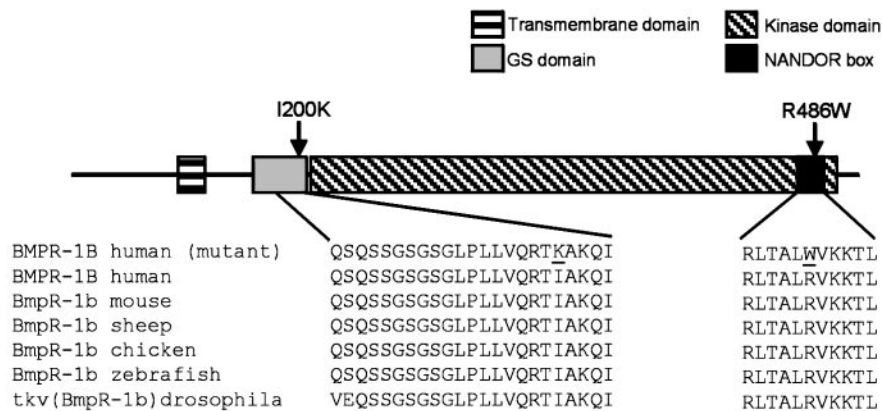 Transmembrane domain Kinase domain
GS domain NANDOR box
I200K R486W
BMPR-1B human (mutant) QSQSSGSGSGLPLLVQRTKAKQI RLTALWVKKTL
BMPR-1B human QSQSSGSGSGLPLLVQRTIAKQI RLTALRVKKTL
BmpR-1b mouse QSQSSGSGSGLPLLVQRTIAKQI RLTALRVKKTL
BmpR-1b sheep QSQSSGSGSGLPLLVQRTIAKQI RLTALRVKKTL
BmpR-1b chicken QSQSSGSGSGLPLLVQRTIAKQI RLTALRVKKTL
BmpR-1b zebrafish QSQSSGSGSGLPLLVQRTIAKQI RLTALRVKKTL
tkv(BmpR-1b)drosophila VEQSSGSGSGLPLLVQRTIAKQI RLTALRVKKTL